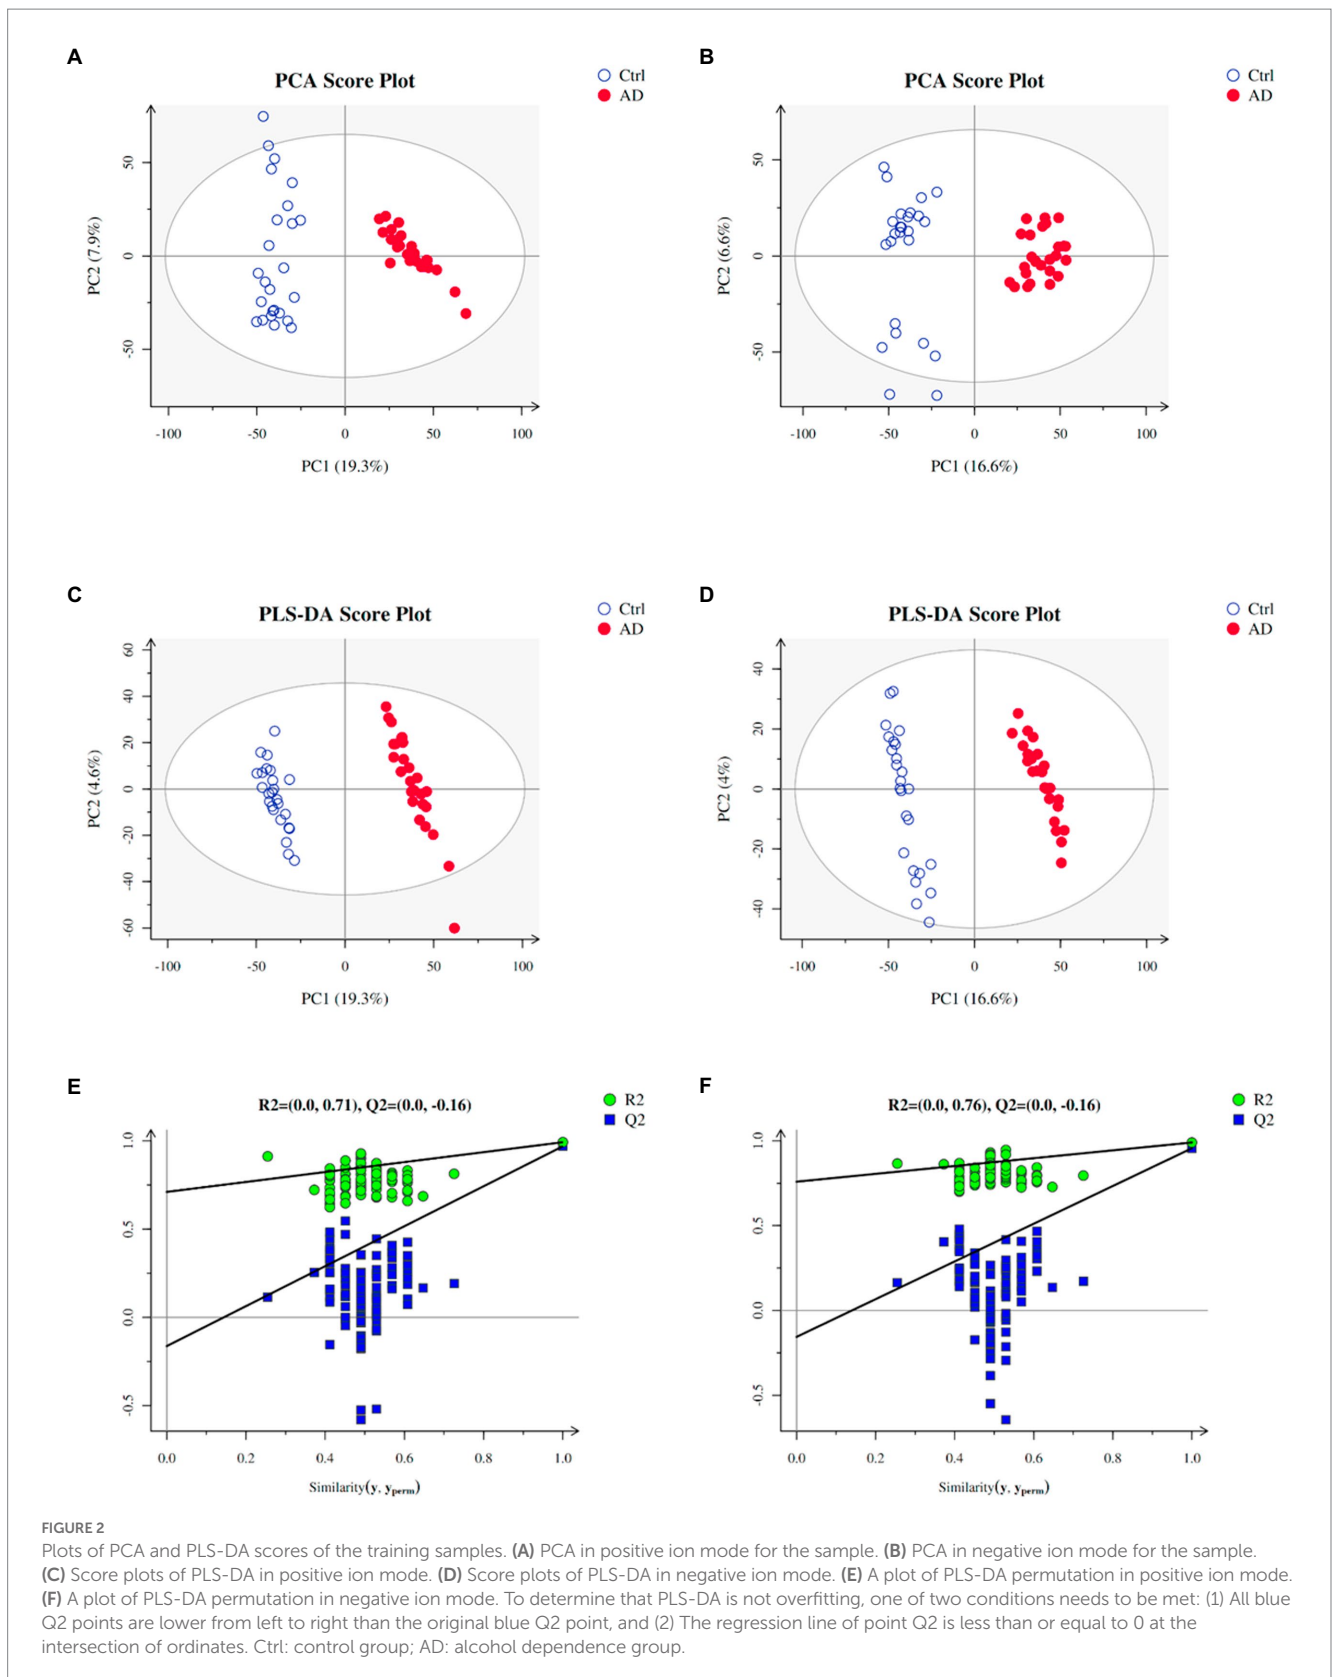 A
PCA Score Plot
Ctrl
AD
50
0
-50
PC2 (7.9%)
-100 -50 0 50 100
PC1 (19.3%)
B
PCA Score Plot
Ctrl
AD
50
0
-50
PC2 (6.6%)
-100 -50 0 50 100
PC1 (16.6%)
C
PLS-DA Score Plot
Ctrl
AD
60
40
20
0
-20
-40
-60
PC2 (4.6%)
-100 -50 0 50 100
PC1 (19.3%)
D
PLS-DA Score Plot
Ctrl
AD
40
20
0
-20
-40
PC2 (4%)
-100 -50 0 50 100
PC1 (16.6%)
E
R2=(0.0, 0.71), Q2=(0.0, -0.16)
R2
Q2
1.0
0.5
0.0
-0.5
0.0 0.2 0.4 0.6 0.8 1.0
Similarity(y, yperm)
F
R2=(0.0, 0.76), Q2=(0.0, -0.16)
R2
Q2
1.0
0.5
0.0
-0.5
0.0 0.2 0.4 0.6 0.8 1.0
Similarity(y, yperm)
FIGURE 2
Plots of PCA and PLS-DA scores of the training samples. (A) PCA in positive ion mode for the sample. (B) PCA in negative ion mode for the sample.
(C) Score plots of PLS-DA in positive ion mode. (D) Score plots of PLS-DA in negative ion mode. (E) A plot of PLS-DA permutation in positive ion mode.
(F) A plot of PLS-DA permutation in negative ion mode. To determine that PLS-DA is not overfitting, one of two conditions needs to be met: (1) All blue
Q2 points are lower from left to right than the original blue Q2 point, and (2) The regression line of point Q2 is less than or equal to 0 at the
intersection of ordinates. Ctrl: control group; AD: alcohol dependence group.